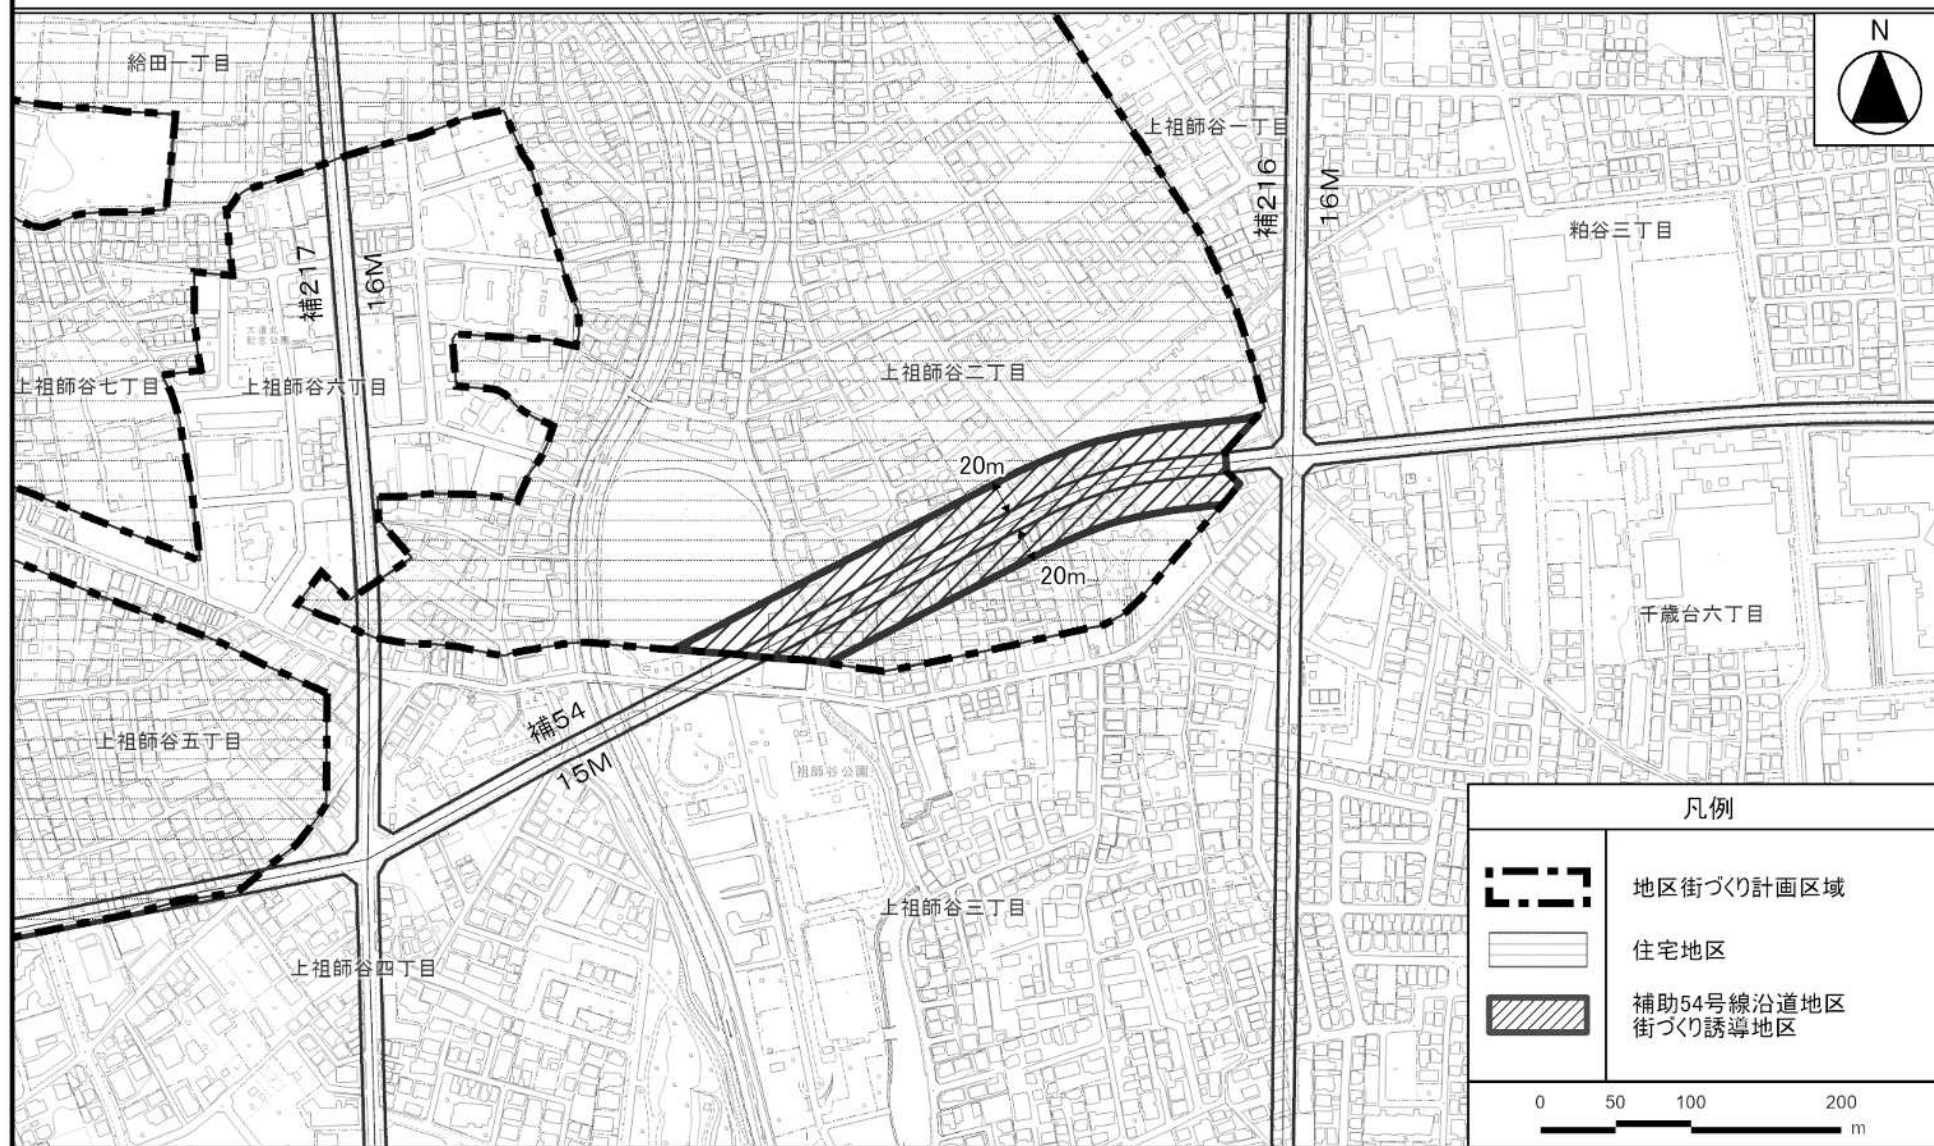 N
給田一丁目
上祖師谷一丁目
補216
16M
粕谷三丁目
補217
16M
上祖師谷七丁目
上祖師谷六丁目
上祖師谷二丁目
20m
20m
千歳台六丁目
補54
15M
上祖師谷五丁目
祖師谷公園
上祖師谷三丁目
上祖師谷四丁目
凡例
地区街づくり計画区域
住宅地区
補助54号線沿道地区
街づくり誘導地区
0 50 100 200
m